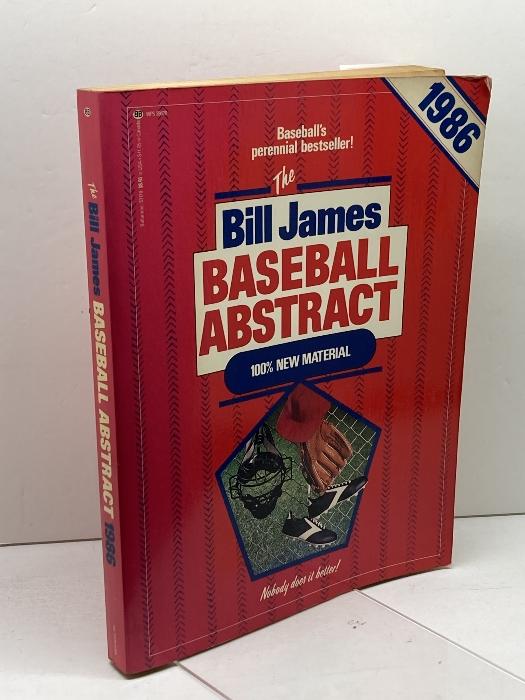 Baseball's
perennial bestseller!
1986
The
Bill James
BASEBALL
ABSTRACT
100% NEW MATERIAL
Nobody does it better!
The Bill James BASEBALL ABSTRACT 1986